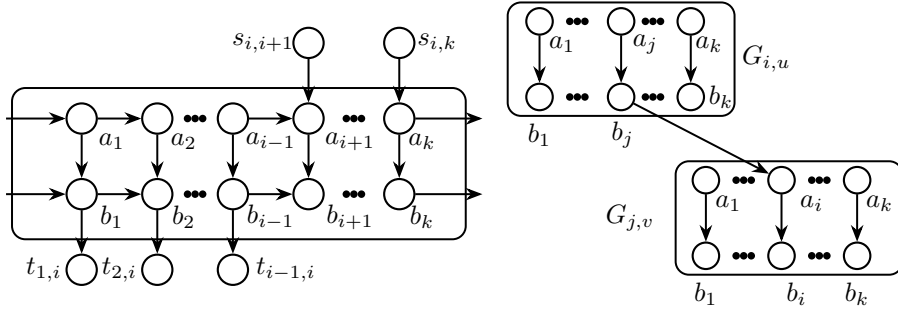 s_{i,i+1} s_{i,k}
a_1 a_2 a_{i-1} a_{i+1} a_k
b_1 b_2 b_{i-1} b_{i+1} b_k
t_{1,i} t_{2,i} t_{i-1,i}
a_1 a_j a_k
G_{i,u}
b_k
b_1 b_j
a_1 a_i a_k
G_{j,v}
b_1 b_i b_k